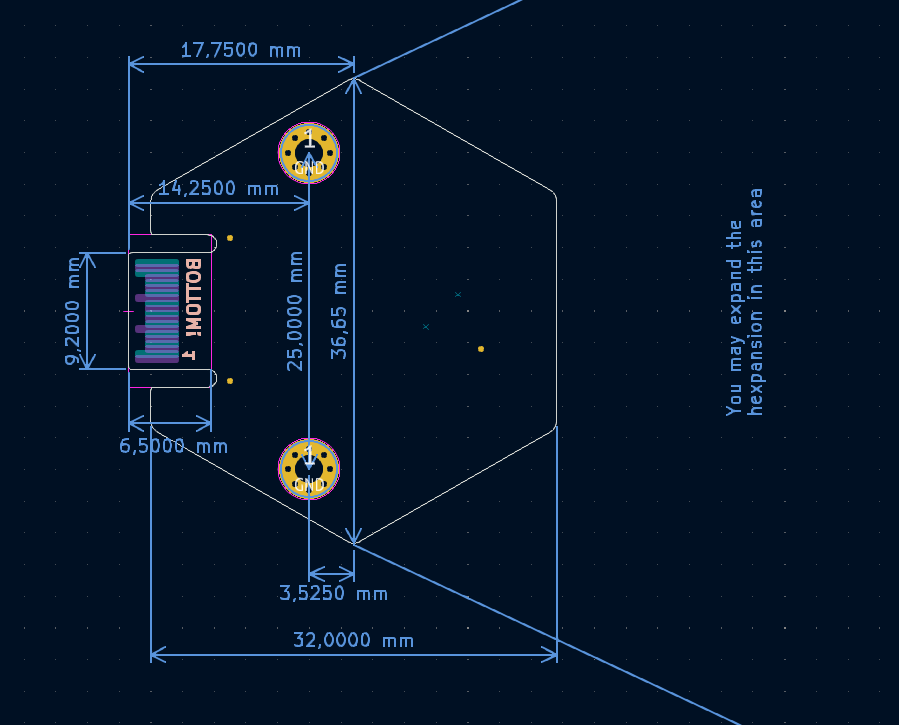 17,7500 mm
1
GND
14,2500 mm
9,2000 mm
BOTTOM! 1
25,0000 mm
36,65 mm
You may expand the
hexpansion in this area
6,5000 mm
1
GND
3,5250 mm
32,0000 mm